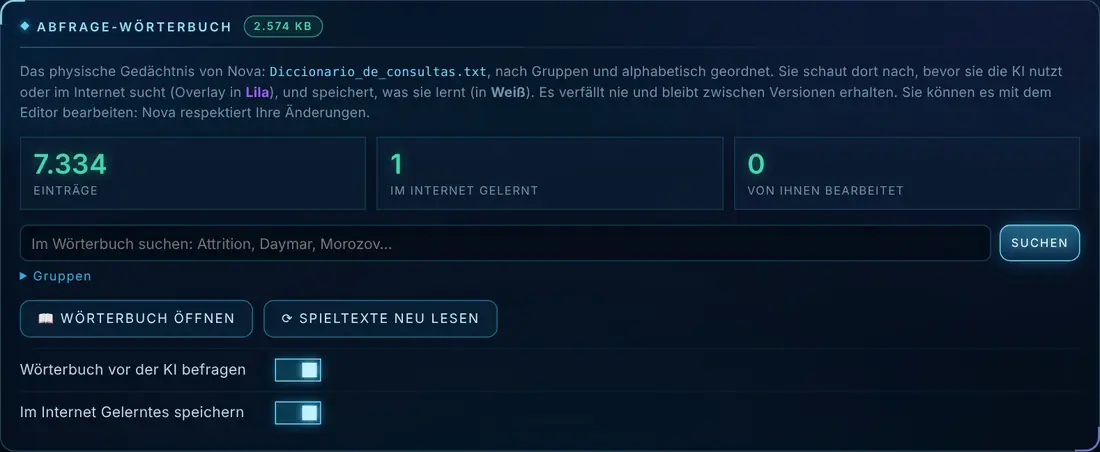 ABFRAGE-WÖRTERBUCH 2.574 KB
Das physische Gedächtnis von Nova: Diccionario_de_consultas.txt, nach Gruppen und alphabetisch geordnet. Sie schaut dort nach, bevor sie die KI nutzt
oder im Internet sucht (Overlay in Lila), und speichert, was sie lernt (in Weiß). Es verfällt nie und bleibt zwischen Versionen erhalten. Sie können es mit dem
Editor bearbeiten: Nova respektiert Ihre Änderungen.
7.334
EINTRÄGE
1
IM INTERNET GELERNT
0
VON IHNEN BEARBEITET
Im Wörterbuch suchen: Attrition, Daymar, Morozov...
SUCHEN
Gruppen
WÖRTERBUCH ÖFFNEN
SPIELTEXTE NEU LESEN
Wörterbuch vor der KI befragen
Im Internet Gelerntes speichern